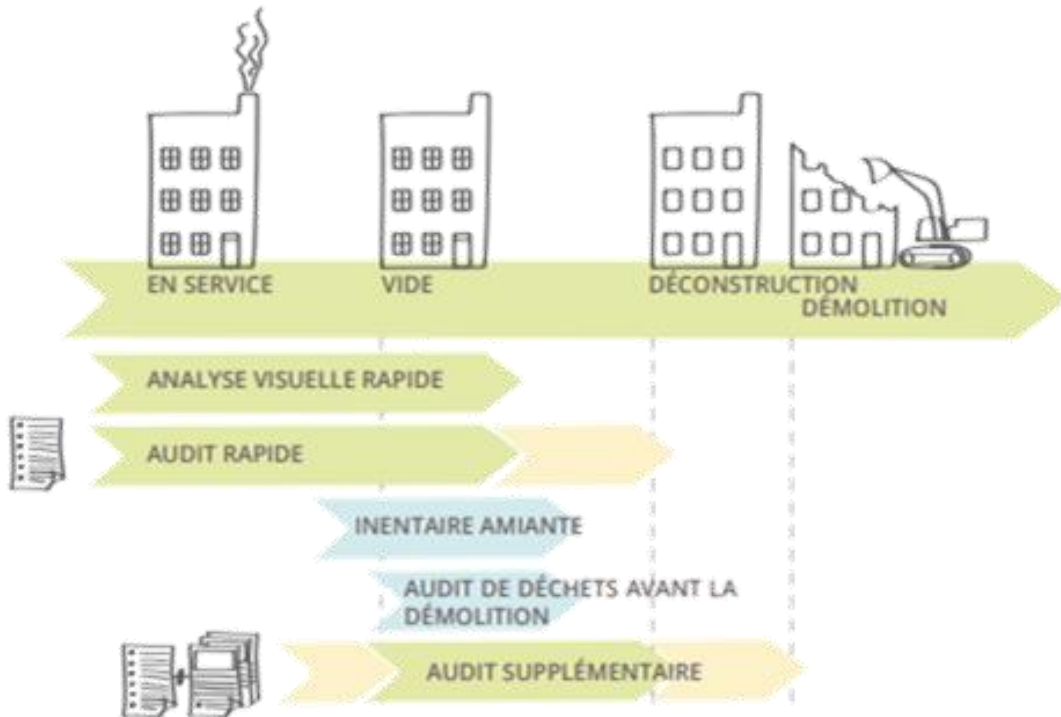 EN SERVICE
VIDE
DÉCONSTRUCTION
DÉMOLITION
ANALYSE VISUELLE RAPIDE
AUDIT RAPIDE
INENTAIRE AMIANTE
AUDIT DE DÉCHETS AVANT LA
DÉMOLITION
AUDIT SUPPLÉMENTAIRE